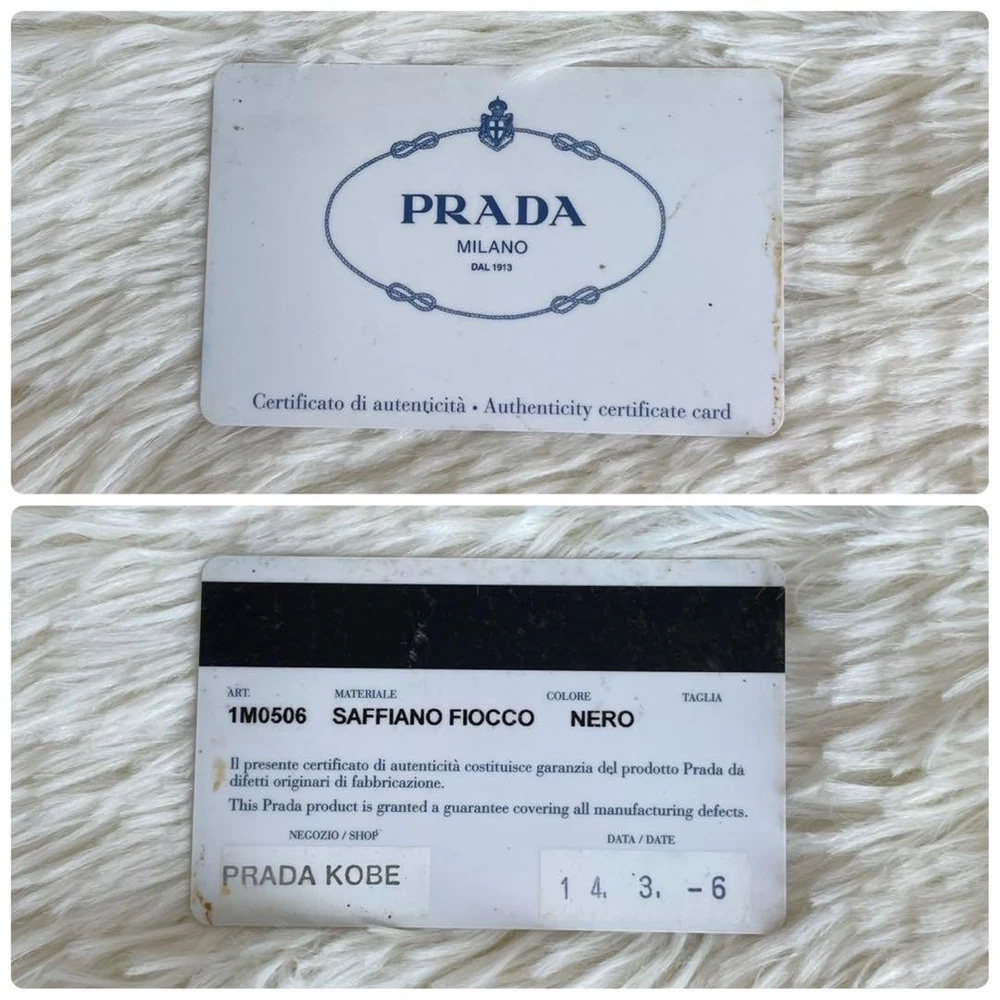 PRADA
MILANO
DAL 1913
Certificato di autenticità • Authenticity certificate card
ART. MATERIALE COLORE TAGLIA
1M0506 SAFFIANO FIOCCO NERO
Il presente certificato di autenticità costituisce garanzia del prodotto Prada da
difetti originari di fabbricazione.
This Prada product is granted a guarantee covering all manufacturing defects.
NEGOZIO / SHOP DATA / DATE
PRADA KOBE 1 4. 3. -6